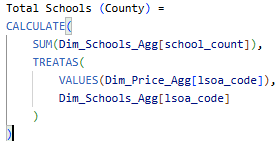 Total Schools (County) =
CALCULATE(
    SUM(Dim_Schools_Agg[school_count]),
    TREATAS(
        VALUES(Dim_Price_Agg[lsoa_code]),
        Dim_Schools_Agg[lsoa_code]
    )
)